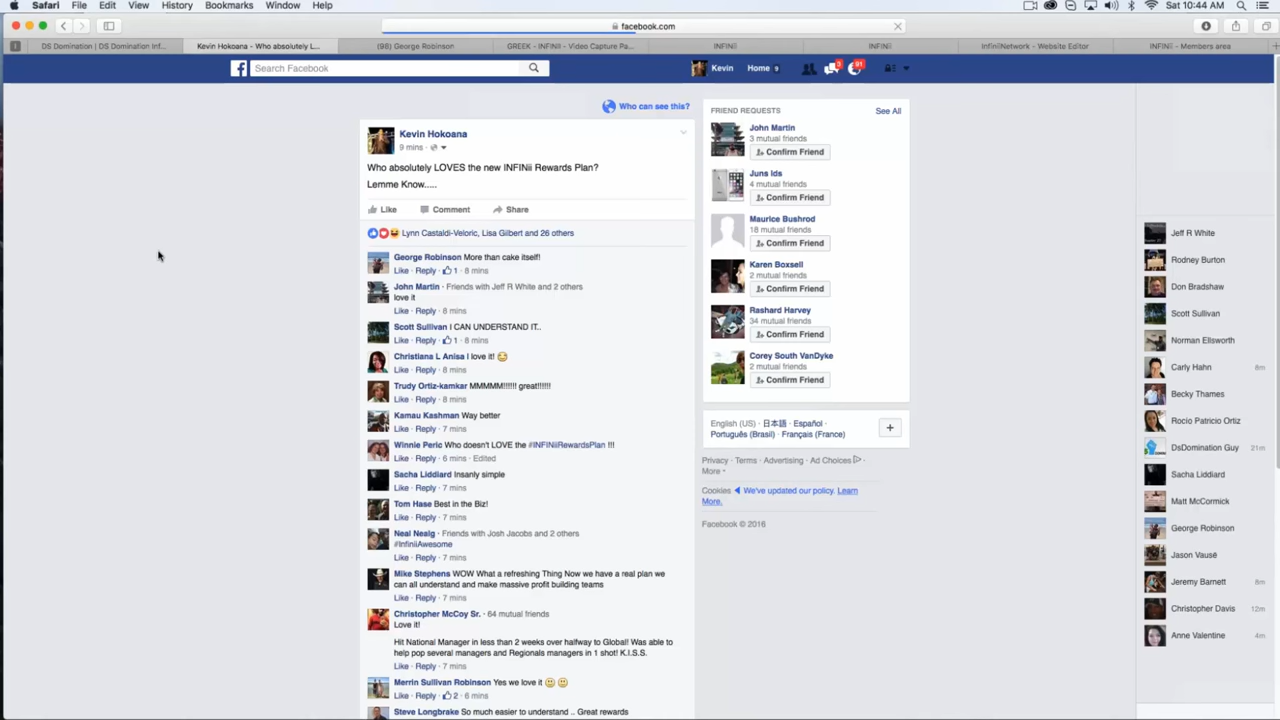 Safari File Edit View History Bookmarks Window Help
Sat 10:44 AM
facebook.com
DS Domination | DS Domination Inf...
Kevin Hokoana - Who absolutely L...
(98) George Robinson
GREEK - INFINii - Video Capture Pa...
INFINii
INFINii
InfiniiNetwork - Website Editor
INFINii - Members area
Search Facebook
Kevin
Home 9
3
91
Who can see this?
Kevin Hokoana
9 mins ·
Who absolutely LOVES the new INFINii Rewards Plan?
Lemme Know.....
Like Comment Share
Lynn Castaldi-Veloric, Lisa Gilbert and 26 others
George Robinson More than cake itself!
Like · Reply · 1 · 8 mins
John Martin · Friends with Jeff R White and 2 others
love it
Like · Reply · 8 mins
Scott Sullivan I CAN UNDERSTAND IT..
Like · Reply · 1 · 8 mins
Christiana L Anisa I love it!
Like · Reply · 8 mins
Trudy Ortiz-kamkar MMMMM!!!!!! great!!!!!!
Like · Reply · 8 mins
Kamau Kashman Way better
Like · Reply · 7 mins
Winnie Peric Who doesn't LOVE the #INFINiiRewardsPlan !!!
Like · Reply · 6 mins · Edited
Sacha Liddiard Insanly simple
Like · Reply · 7 mins
Tom Hase Best in the Biz!
Like · Reply · 7 mins
Neal Nealg · Friends with Josh Jacobs and 2 others
#InfiniiAwesome
Like · Reply · 7 mins
Mike Stephens WOW What a refreshing Thing Now we have a real plan we
can all understand and make massive profit building teams
Like · Reply · 7 mins
Christopher McCoy Sr. · 64 mutual friends
Love it!
Hit National Manager in less than 2 weeks over halfway to Global! Was able to
help pop several managers and Regionals managers in 1 shot! K.I.S.S.
Like · Reply · 7 mins
Merrin Sullivan Robinson Yes we love it
Like · Reply · 2 · 6 mins
Steve Longbrake So much easier to understand .. Great rewards
FRIEND REQUESTS
See All
John Martin
3 mutual friends
Confirm Friend
Juns Ids
4 mutual friends
Confirm Friend
Maurice Bushrod
18 mutual friends
Confirm Friend
Karen Boxsell
2 mutual friends
Confirm Friend
Rashard Harvey
34 mutual friends
Confirm Friend
Corey South VanDyke
2 mutual friends
Confirm Friend
English (US) · 日本語 · Español ·
Português (Brasil) · Français (France)
Privacy · Terms · Advertising · Ad Choices ·
More
Cookies We've updated our policy. Learn
More.
Facebook © 2016
Jeff R White
Rodney Burton
Don Bradshaw
Scott Sullivan
Norman Ellsworth
Carly Hahn 8m
Becky Thames
Rocio Patricio Ortiz
DsDomination Guy 21m
Sacha Liddiard
Matt McCormick
George Robinson
Jason Vausé
Jeremy Barnett 8m
Christopher Davis 12m
Anne Valentine